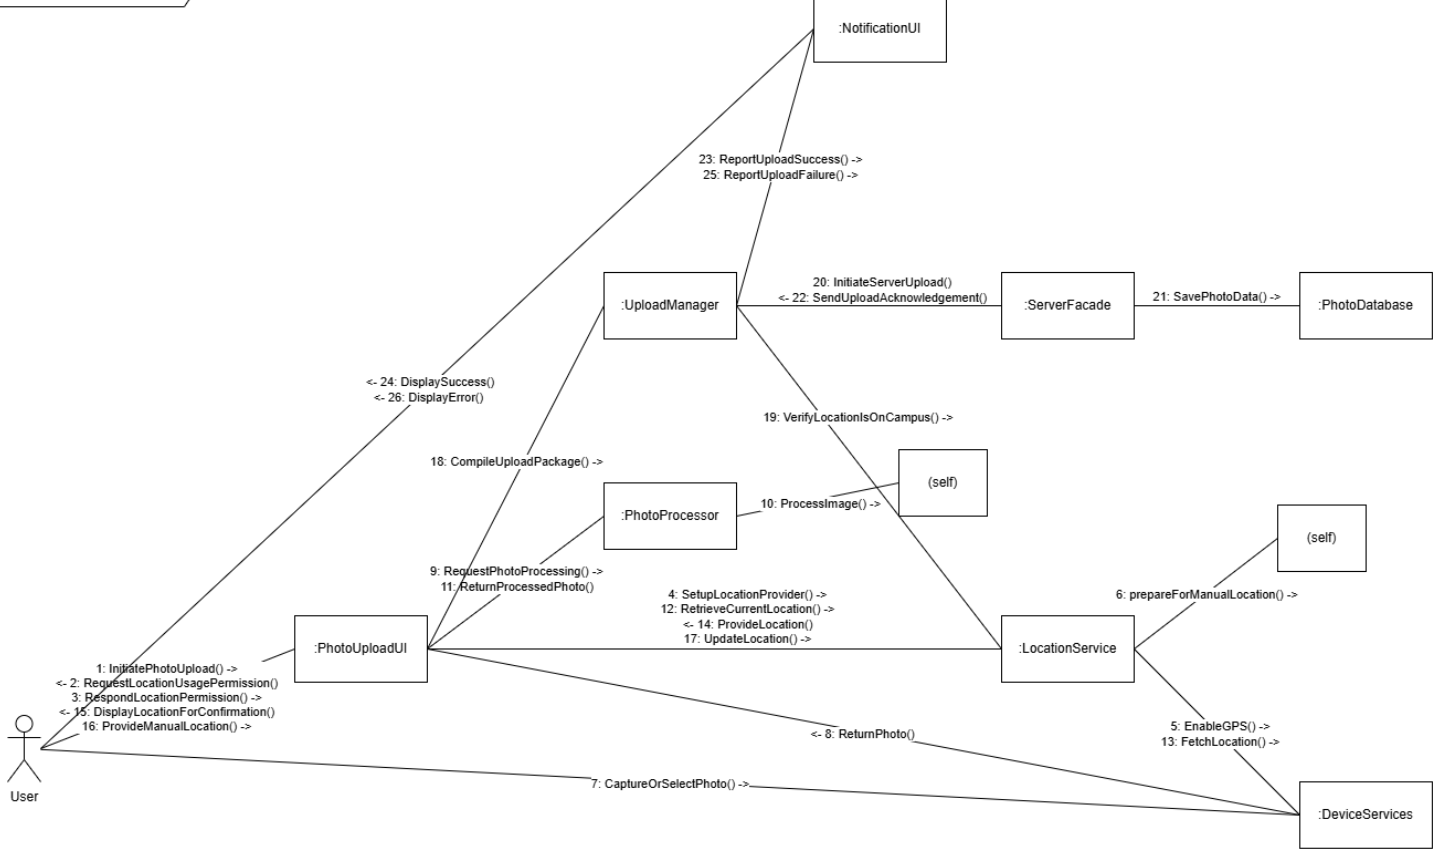 :NotificationUI
23: ReportUploadSuccess() ->
25: ReportUploadFailure() ->
:UploadManager
20: InitiateServerUpload()
<- 22: SendUploadAcknowledgement()
:ServerFacade
21: SavePhotoData() ->
:PhotoDatabase
<- 24: DisplaySuccess()
<- 26: DisplayError()
19: VerifyLocationIsOnCampus() ->
18: CompileUploadPackage() ->
:PhotoProcessor
10: ProcessImage() ->
(self)
(self)
9: RequestPhotoProcessing() ->
11: ReturnProcessedPhoto()
4: SetupLocationProvider() ->
12: RetrieveCurrentLocation() ->
<- 14: ProvideLocation()
17: UpdateLocation() ->
6: prepareForManualLocation() ->
:PhotoUploadUI
:LocationService
1: InitiatePhotoUpload() ->
<- 2: RequestLocationUsagePermission()
3: RespondLocationPermission() ->
<- 15: DisplayLocationForConfirmation()
16: ProvideManualLocation() ->
<- 8: ReturnPhoto()
5: EnableGPS() ->
13: FetchLocation() ->
7: CaptureOrSelectPhoto() ->
User
:DeviceServices